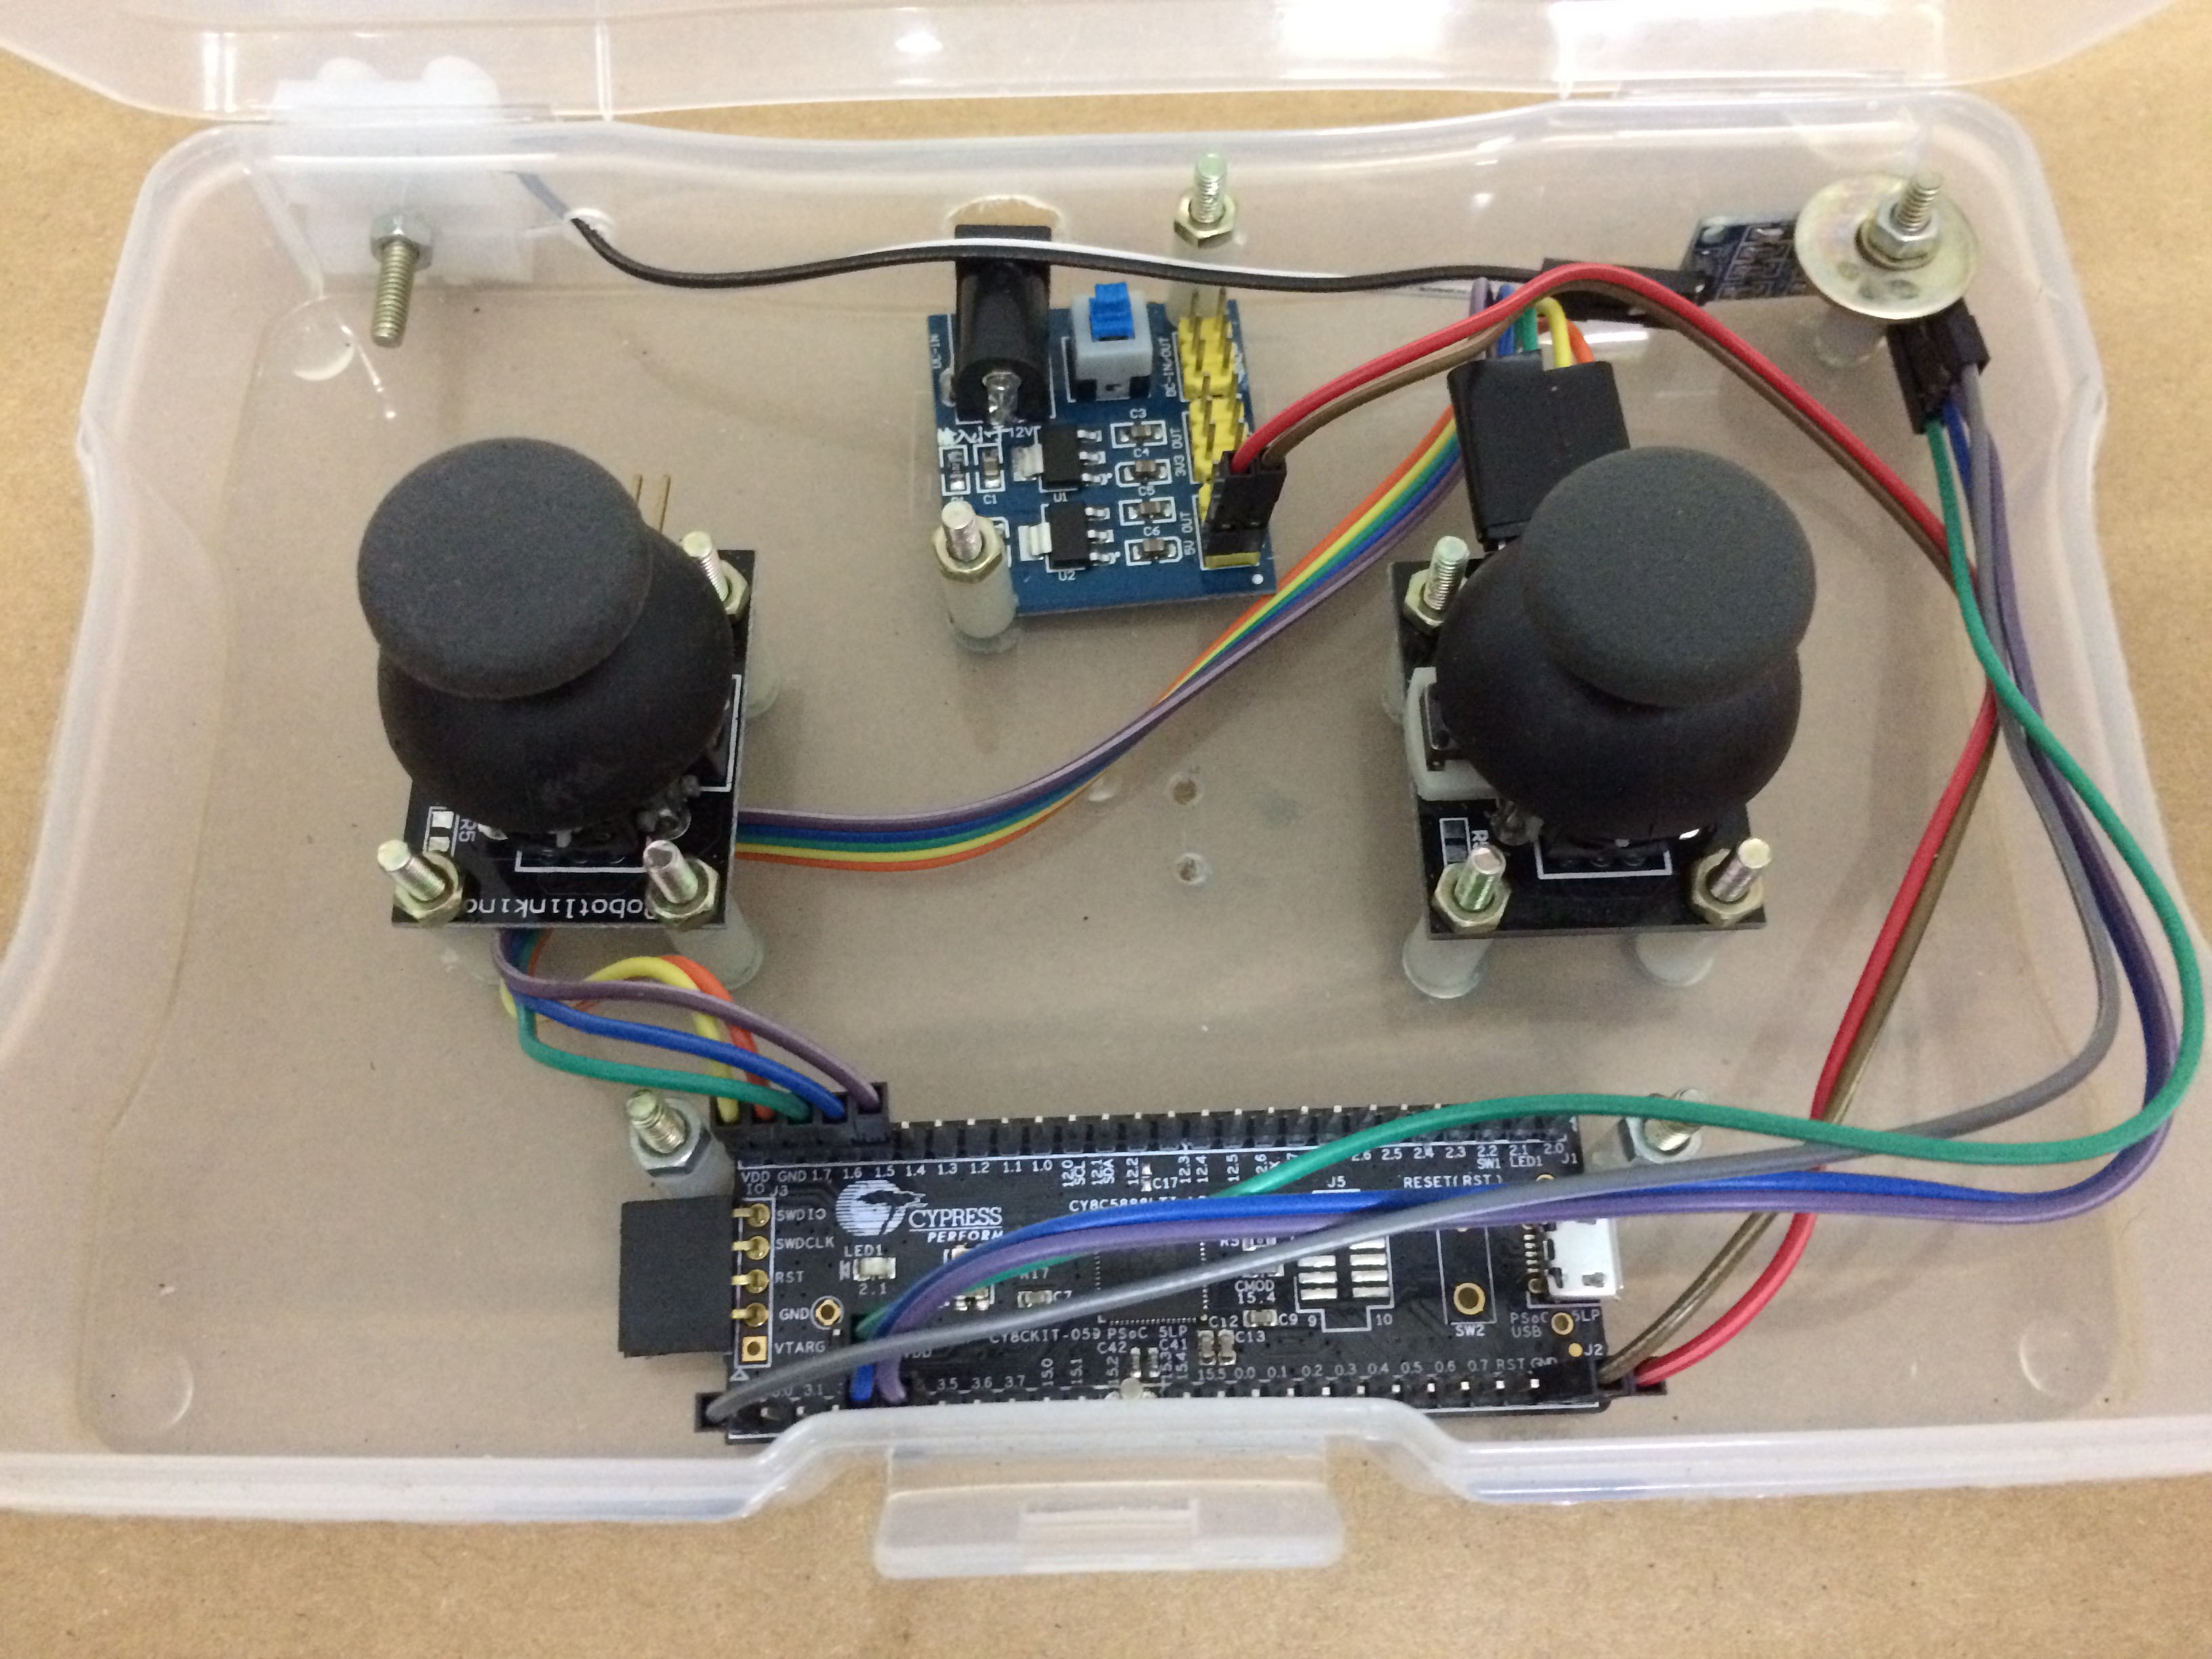 DC-IN/OUT
12V
C3
C4
3V3 OUT
C1
U1
C5
5V OUT
C6
U2
R5
Robotlinking
VDD GND 1.7 1.6 1.5 1.4 1.3 1.2 1.1 1.0 12.0 12.1 12.2 12.3 12.4 12.5 12.6 2.6 2.5 2.4 2.3 2.2 2.1 2.0
IO J3
SCL SDA
SW1 LED1
J1
C17
J5
RESET(RST)
SWDIO
CYPRESS
PERFORM
SWDCLK
LED1
2.1
RST
R17
C7
CMOD
15.4
GND
C12
C13
C9
9
10
SW2
PSoC 5LP
USB
CY8CKIT-059 PSoC 5LP
VTARG
VDD
C42
C41
J2
3.1 3.5 3.6 3.7 15.0 15.1 15.2 15.3 15.4 15.5 0.0 0.1 0.2 0.3 0.4 0.5 0.6 0.7 RST GND